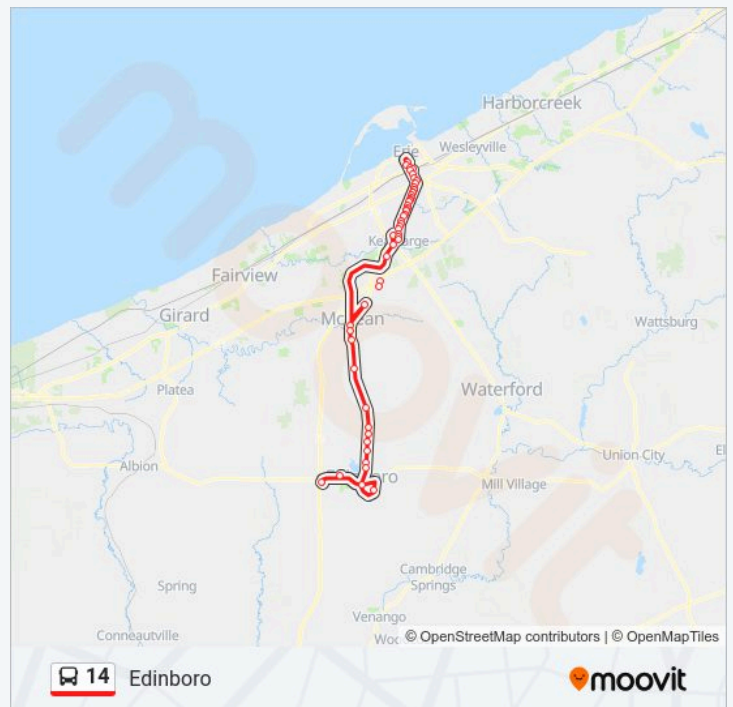 Harborcreek
Erie
Wesleyville
Kearsarge
Fairview
Girard
McKean
Wattsburg
Platea
Waterford
Union City
Albion
Mill Village
Cambridge
Springs
Spring
Venango
Conneautville
© OpenStreetMap contributors | © OpenMapTiles
14 Edinboro
moovit